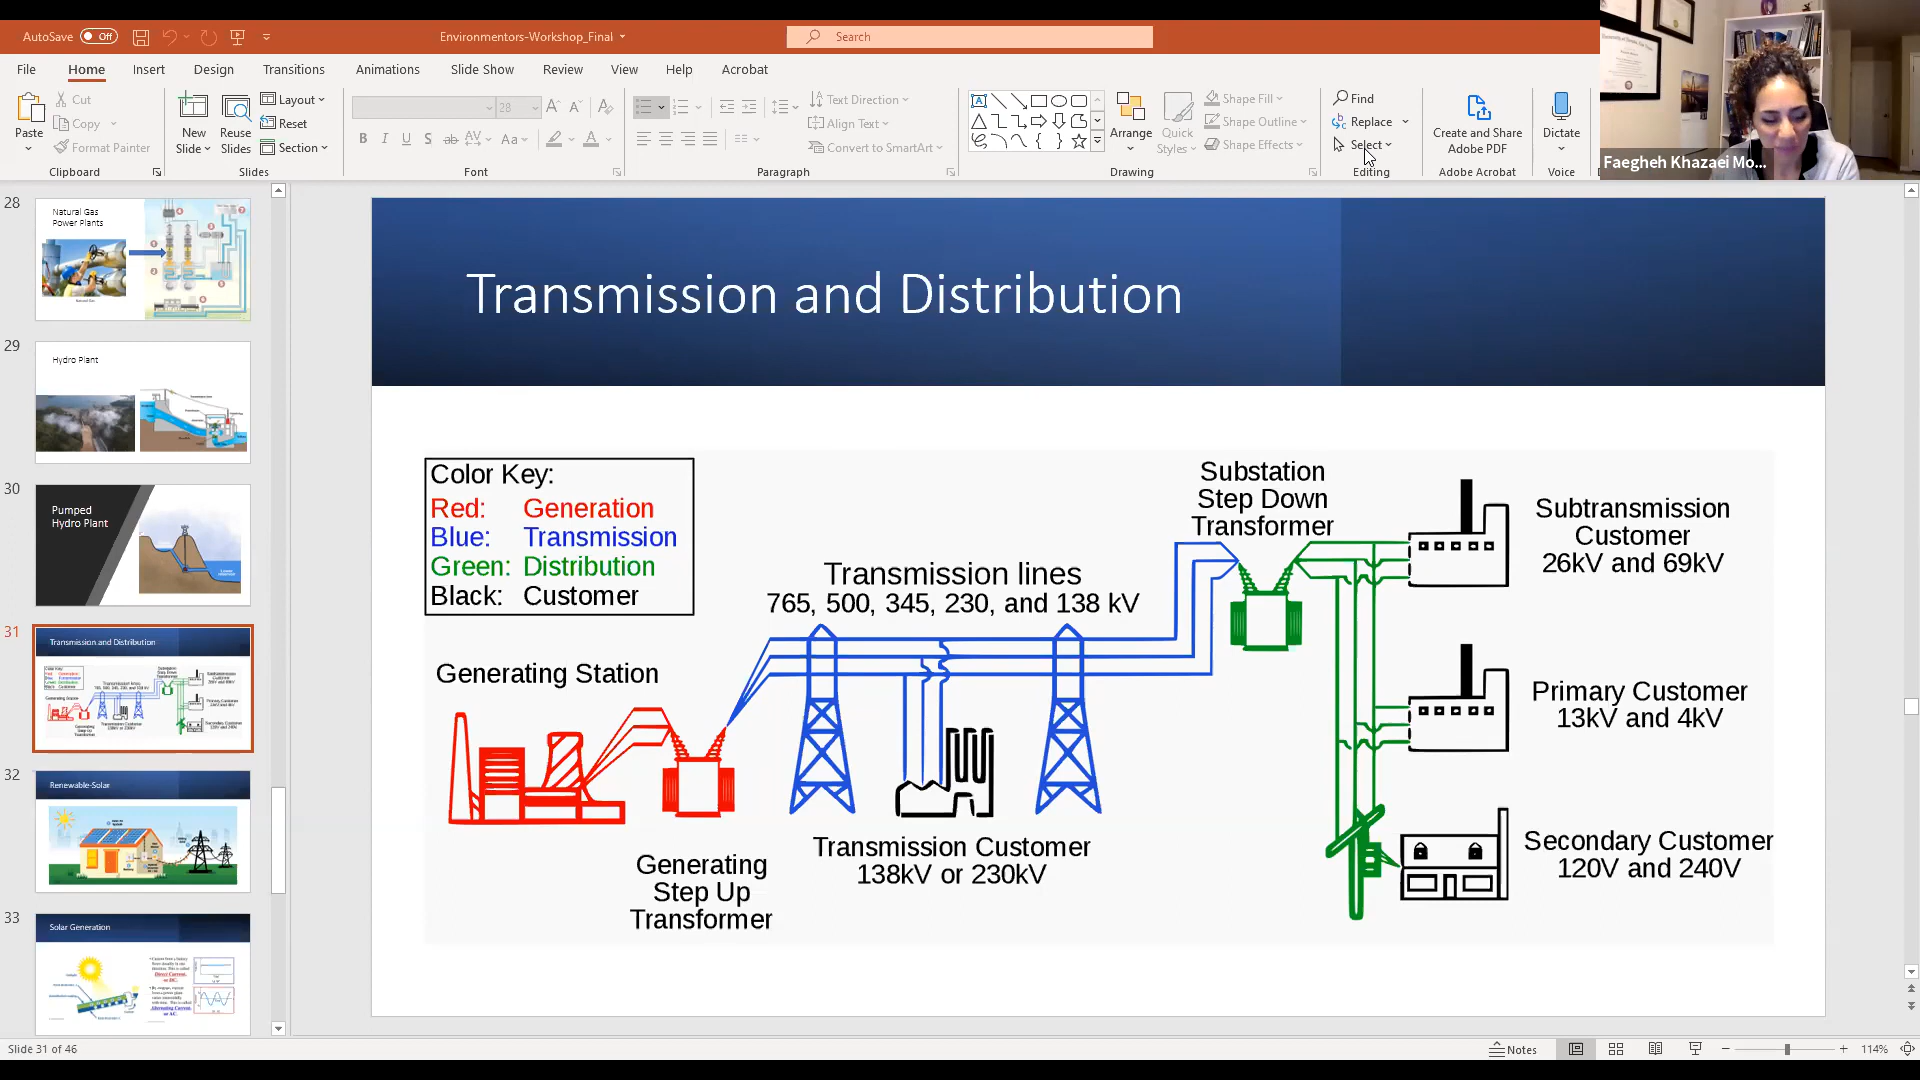 AutoSave Off
Environmentors-Workshop_Final
Search
File Home Insert Design Transitions Animations Slide Show Review View Help Acrobat
Paste
Cut
Copy
Format Painter
Clipboard
New Slide
Reuse Slides
Layout
Reset
Section
Slides
28
Font
Text Direction
Align Text
Convert to SmartArt
Paragraph
Arrange
Quick Styles
Shape Fill
Shape Outline
Shape Effects
Drawing
Find
Replace
Select
Editing
Create and Share Adobe PDF
Adobe Acrobat
Dictate
Voice
Faegheh Khazaei Mo...
28
Natural Gas
Power Plants
29
Hydro Plant
30
Pumped
Hydro Plant
31
Transmission and Distribution
32
Renewable-Solar
33
Solar Generation
Transmission and Distribution
Color Key:
Red: Generation
Blue: Transmission
Green: Distribution
Black: Customer
Generating Station
Generating
Step Up
Transformer
Transmission lines
765, 500, 345, 230, and 138 kV
Transmission Customer
138kV or 230kV
Substation
Step Down
Transformer
Subtransmission
Customer
26kV and 69kV
Primary Customer
13kV and 4kV
Secondary Customer
120V and 240V
Slide 31 of 46
Notes
114%